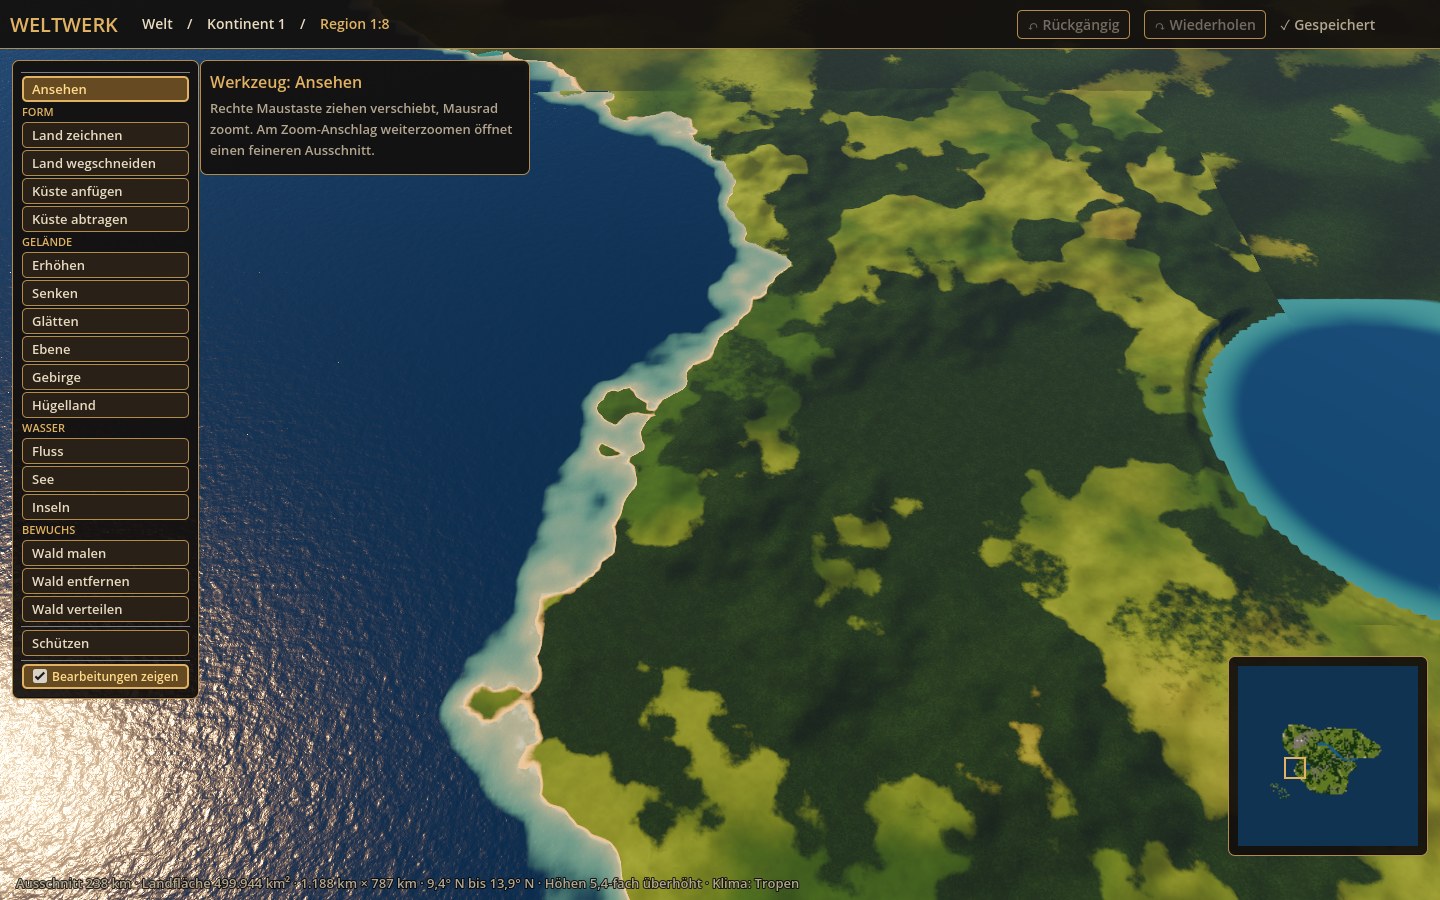 WELTWERK
Welt / Kontinent 1 / Region 1:8
Rückgängig
Wiederholen
✓ Gespeichert
Ansehen
FORM
Land zeichnen
Land wegschneiden
Küste anfügen
Küste abtragen
GELÄNDE
Erhöhen
Senken
Glätten
Ebene
Gebirge
Hügelland
WASSER
Fluss
See
Inseln
BEWUCHS
Wald malen
Wald entfernen
Wald verteilen
Schützen
Bearbeitungen zeigen
Werkzeug: Ansehen
Rechte Maustaste ziehen verschiebt, Mausrad
zoomt. Am Zoom-Anschlag weiterzoomen öffnet
einen feineren Ausschnitt.
Ausschnitt 238 km · Landfläche 499.944 km² · 1.188 km × 787 km · 9,4° N bis 13,9° N · Höhen 5,4-fach überhöht · Klima: Tropen